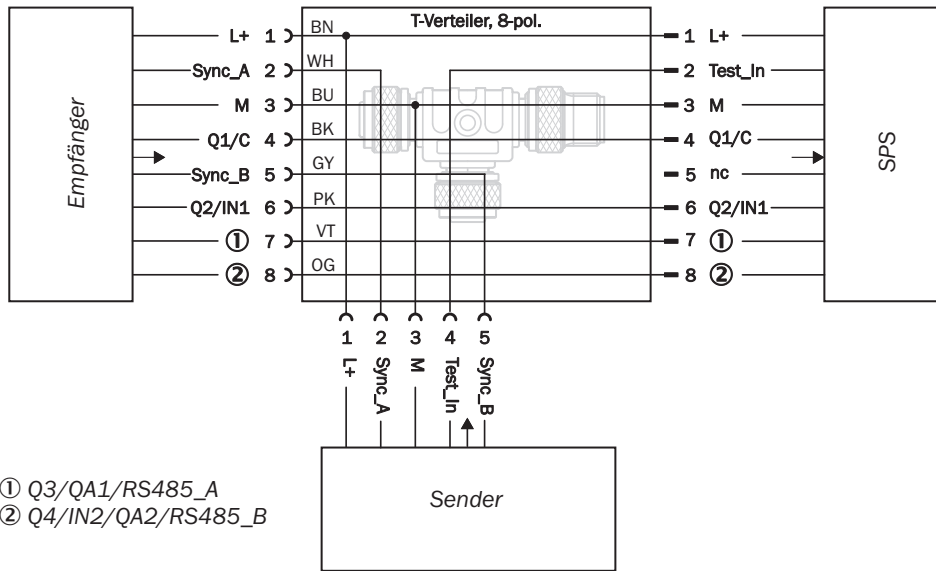 T-Verteiler, 8-pol.
L+ 1 BN 1 L+
Sync_A 2 WH 2 Test_In
M 3 BU 3 M
Q1/C 4 BK 4 Q1/C
Sync_B 5 GY 5 nc
Q2/IN1 6 PK 6 Q2/IN1
① 7 VT 7 ①
② 8 OG 8 ②
Empfänger
SPS
1 2 3 4 5
L+ Sync_A M Test_In Sync_B
Sender
① Q3/QA1/RS485_A
② Q4/IN2/QA2/RS485_B